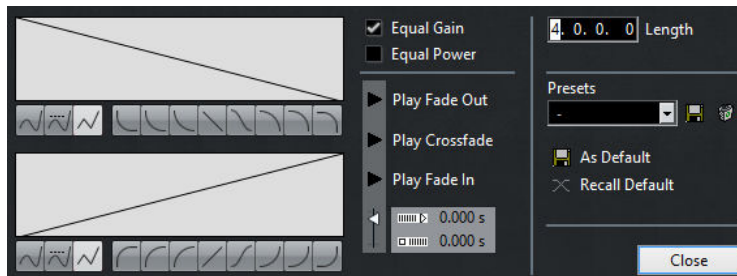 Equal Gain
Equal Power
Play Fade Out
Play Crossfade
Play Fade In
0.000 s
0.000 s
4. 0. 0. 0 Length
Presets
-
As Default
Recall Default
Close